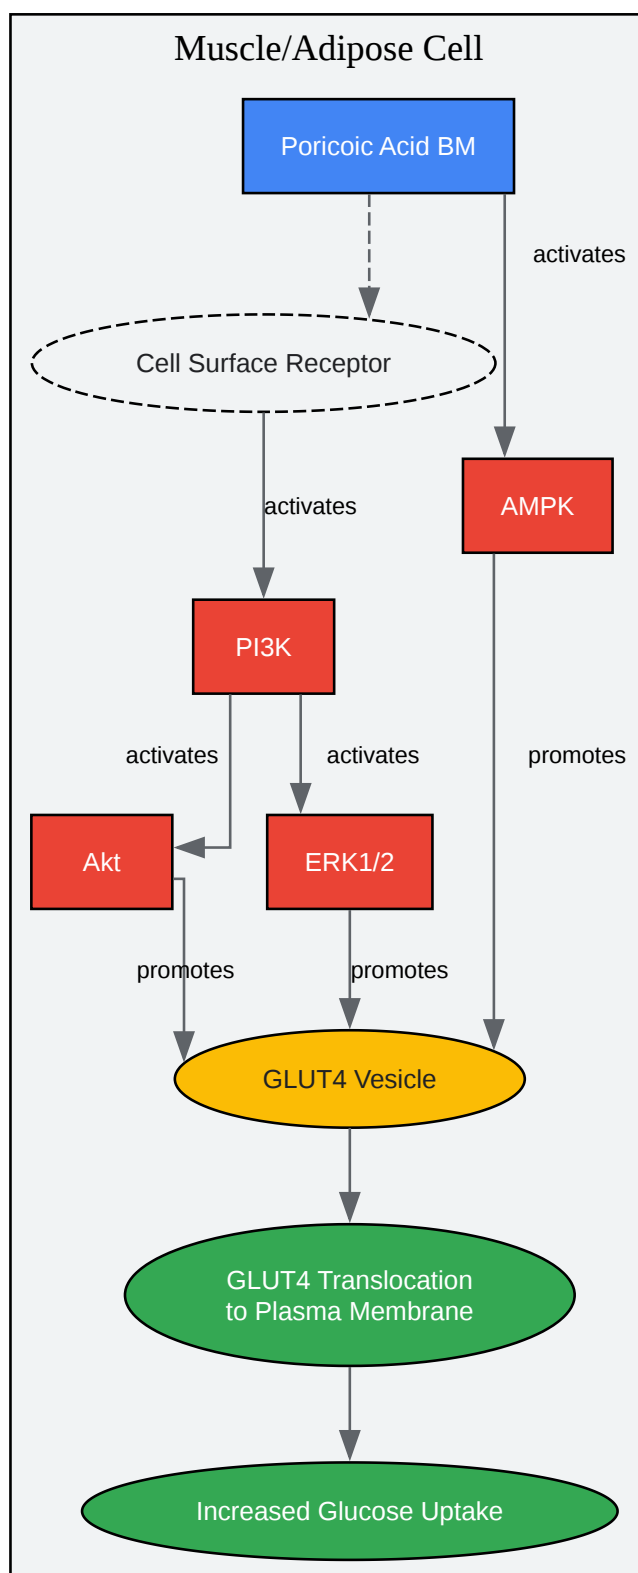 Muscle/Adipose Cell
Poricoic Acid BM
activates
Cell Surface Receptor
activates
AMPK
PI3K
activates
activates
promotes
Akt
ERK1/2
promotes
promotes
GLUT4 Vesicle
GLUT4 Translocation
to Plasma Membrane
Increased Glucose Uptake